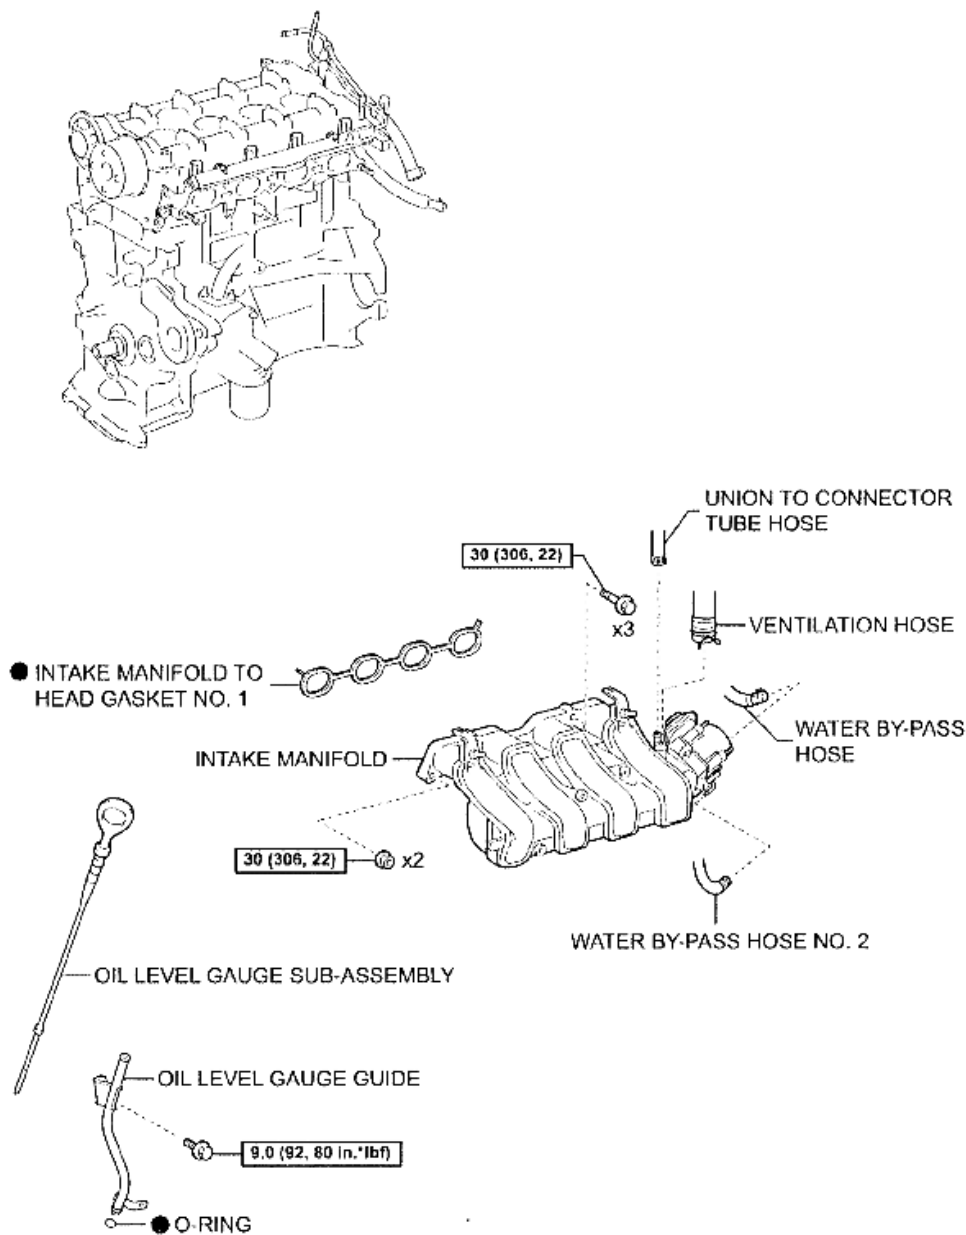 UNION TO CONNECTOR
TUBE HOSE
30 (306, 22)
x3
VENTILATION HOSE
● INTAKE MANIFOLD TO
HEAD GASKET NO. 1
WATER BY-PASS
HOSE
INTAKE MANIFOLD
30 (306, 22)
x2
WATER BY-PASS HOSE NO. 2
OIL LEVEL GAUGE SUB-ASSEMBLY
OIL LEVEL GAUGE GUIDE
9.0 (92, 80 in.*lbf)
● O-RING